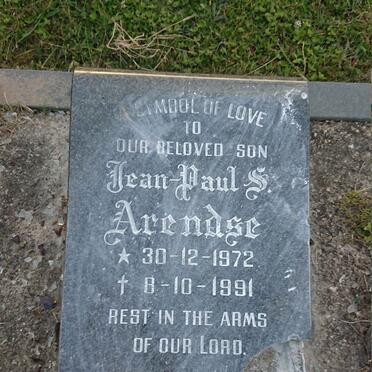 A SYMBOL OF LOVE
TO
OUR BELOVED SON
Jean-Paul S.
Arendse
★ 30-12-1972
† 8-10-1991
REST IN THE ARMS
OF OUR LORD.